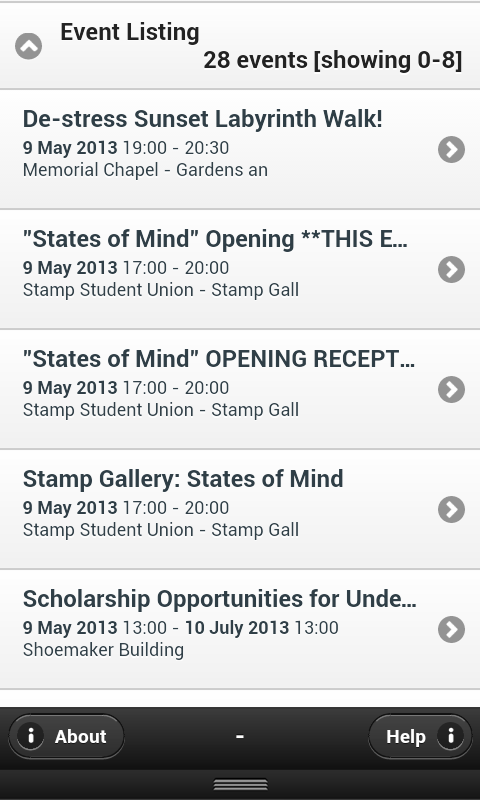 Event Listing
28 events [showing 0-8]
De-stress Sunset Labyrinth Walk!
9 May 2013 19:00 - 20:30
Memorial Chapel - Gardens an
"States of Mind" Opening **THIS E...
9 May 2013 17:00 - 20:00
Stamp Student Union - Stamp Gall
"States of Mind" OPENING RECEPT...
9 May 2013 17:00 - 20:00
Stamp Student Union - Stamp Gall
Stamp Gallery: States of Mind
9 May 2013 17:00 - 20:00
Stamp Student Union - Stamp Gall
Scholarship Opportunities for Unde...
9 May 2013 13:00 - 10 July 2013 13:00
Shoemaker Building
About - Help